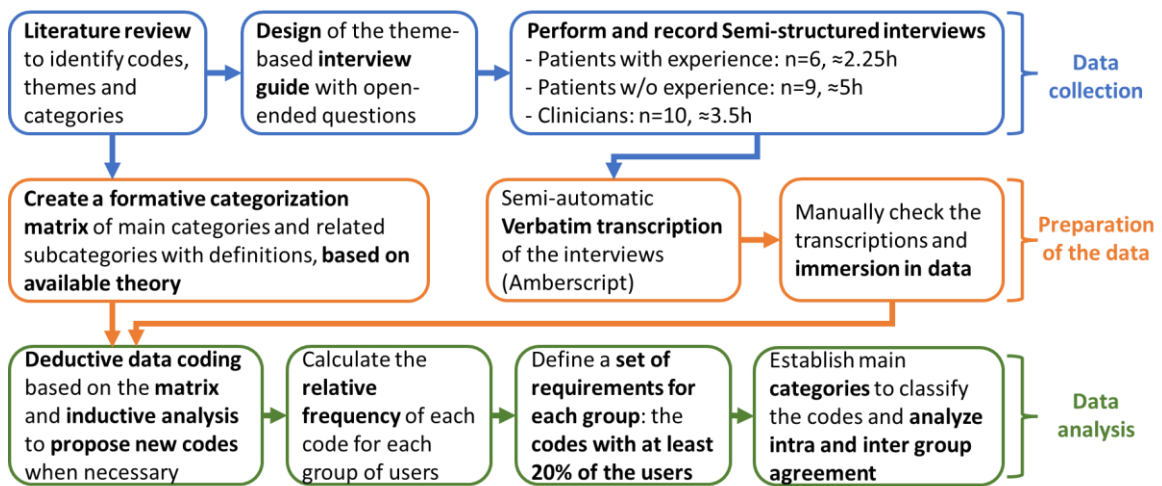 Literature review
to identify codes,
themes and
categories
Design of the theme-
based interview
guide with open-
ended questions
Perform and record Semi-structured interviews
- Patients with experience: n=6, ≈2.25h
- Patients w/o experience: n=9, ≈5h
- Clinicians: n=10, ≈3.5h
Data
collection
Create a formative categorization
matrix of main categories and related
subcategories with definitions, based on
available theory
Semi-automatic
Verbatim transcription
of the interviews
(Amberscript)
Manually check the
transcriptions and
immersion in data
Preparation
of the data
Deductive data coding
based on the matrix
and inductive analysis
to propose new codes
when necessary
Calculate the
relative
frequency of each
code for each
group of users
Define a set of
requirements for
each group: the
codes with at least
20% of the users
Establish main
categories to classify
the codes and analyze
intra and inter group
agreement
Data
analysis